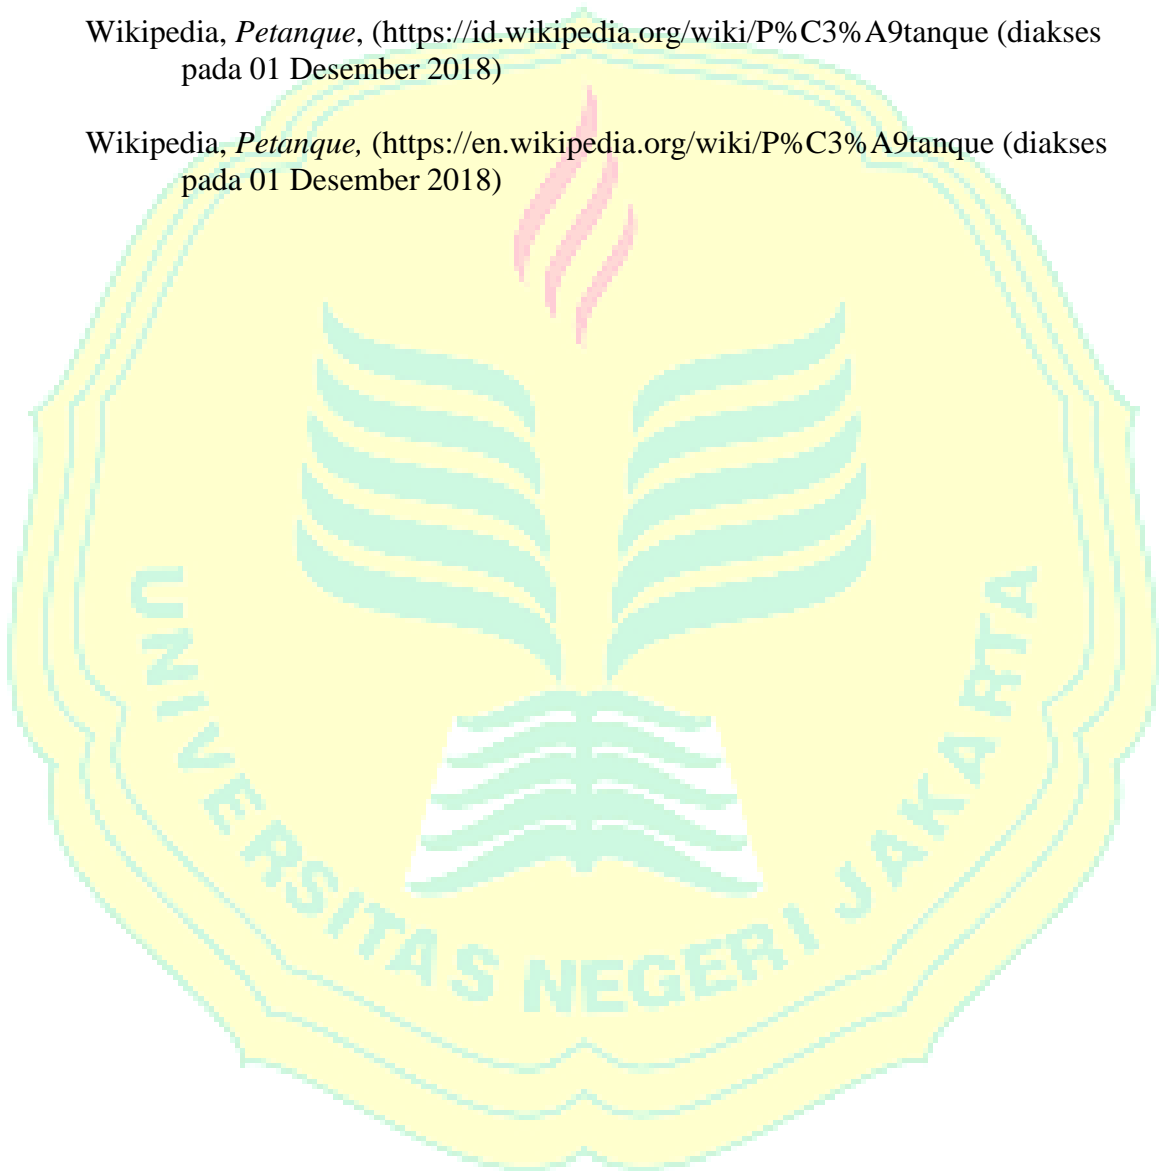 Wikipedia, Petanque, (https://id.wikipedia.org/wiki/P%C3%A9tanque (diakses
pada 01 Desember 2018)
Wikipedia, Petanque, (https://en.wikipedia.org/wiki/P%C3%A9tanque (diakses
pada 01 Desember 2018)
UNIVERSITAS NEGERI JAKARTA